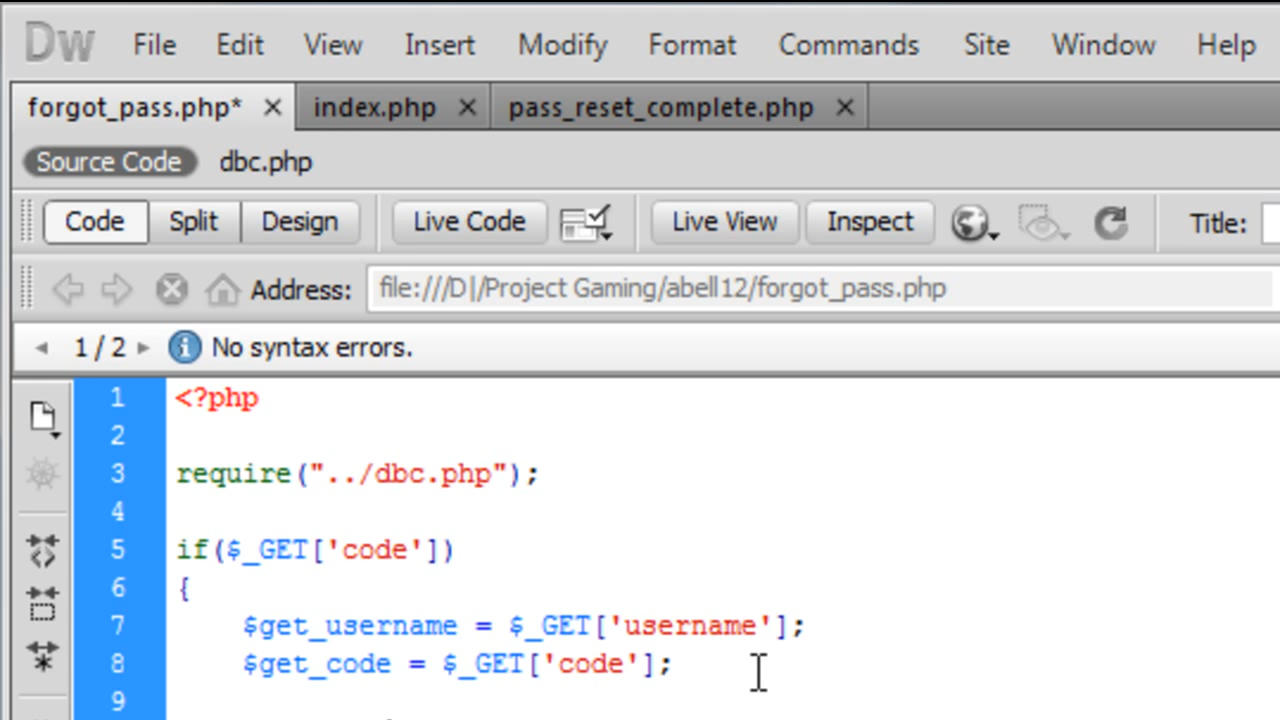 Dw File Edit View Insert Modify Format Commands Site Window Help
forgot_pass.php* × index.php × pass_reset_complete.php ×
Source Code dbc.php
Code Split Design Live Code Live View Inspect Title:
Address: file:///D|/Project Gaming/abell12/forgot_pass.php
1 / 2 No syntax errors.
1 <?php
2
3 require("../dbc.php");
4
5 if($_GET['code'])
6 {
7 $get_username = $_GET['username'];
8 $get_code = $_GET['code'];
9